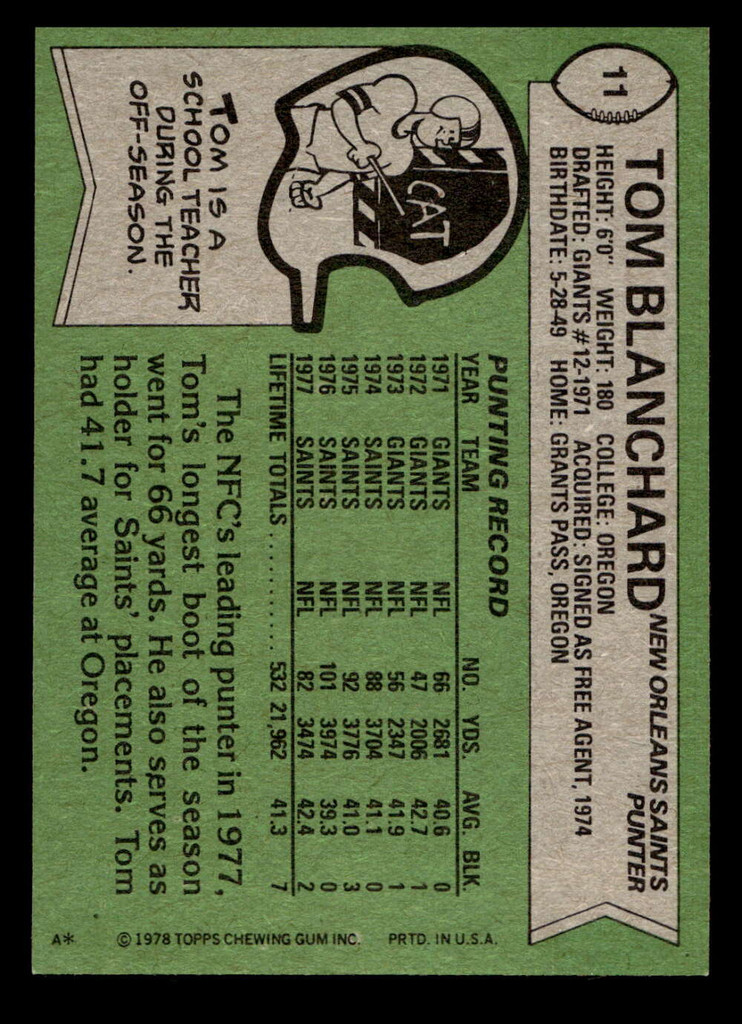 11
TOM BLANCHARD NEW ORLEANS SAINTS
PUNTER
HEIGHT: 6'0" WEIGHT: 180 COLLEGE: OREGON
DRAFTED: GIANTS #12-1971 ACQUIRED: SIGNED AS FREE AGENT, 1974
BIRTHDATE: 5-28-49 HOME: GRANTS PASS, OREGON
CAT
TOM IS A
SCHOOL TEACHER
DURING THE
OFF-SEASON.
PUNTING RECORD
YEAR TEAM NO. YDS. AVG. BLK.
1971 GIANTS NFL 66 2681 40.6 0
1972 GIANTS NFL 47 2006 42.7 1
1973 GIANTS NFL 56 2347 41.9 1
1974 SAINTS NFL 88 3704 41.1 0
1975 SAINTS NFL 92 3776 41.0 3
1976 SAINTS NFL 101 3974 39.3 0
1977 SAINTS NFL 82 3474 42.4 2
LIFETIME TOTALS ............ 532 21,962 41.3 7
The NFC's leading punter in 1977,
Tom's longest boot of the season
went for 66 yards. He also serves as
holder for Saints' placements. Tom
had 41.7 average at Oregon.
A* © 1978 TOPPS CHEWING GUM INC. PRTD. IN U.S.A.